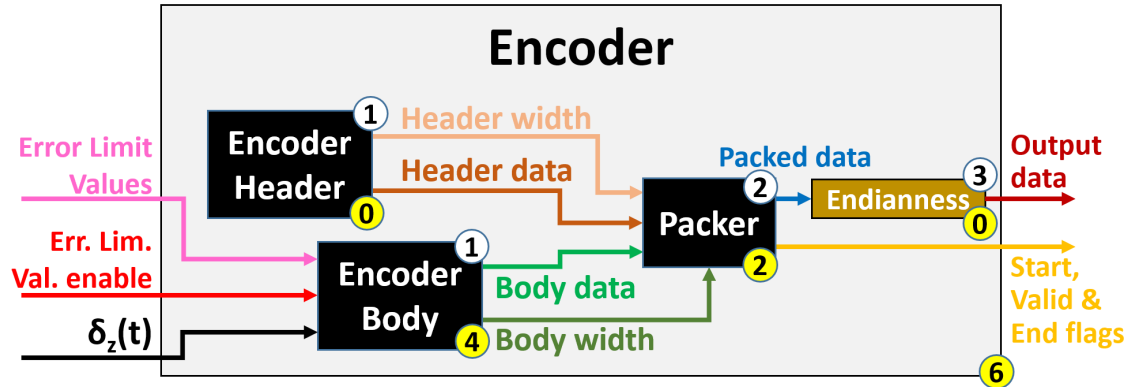 Encoder
Error Limit
Values
Err. Lim.
Val. enable
δz(t)
Encoder
Header
1
0
Header width
Header data
Encoder
Body
1
4
Body data
Body width
Packer
2
2
Packed data
Endianness
3
0
Output
data
Start,
Valid &
End flags
6